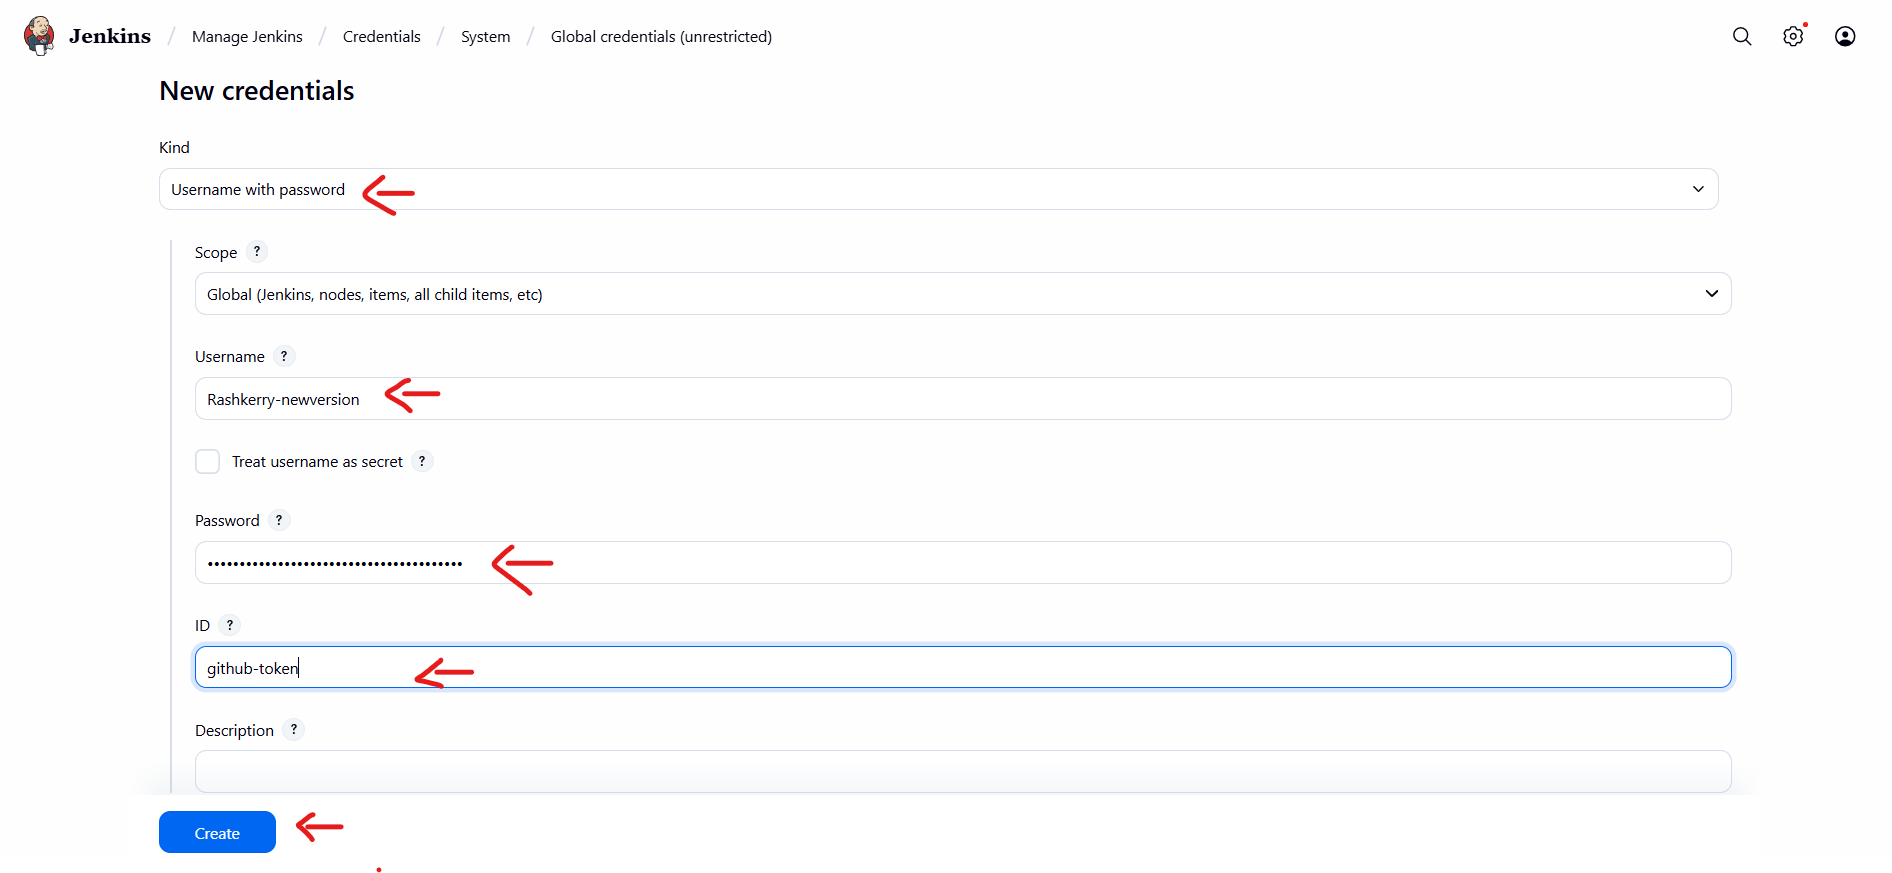 Jenkins / Manage Jenkins / Credentials / System / Global credentials (unrestricted)
New credentials
Kind
Username with password
Scope ?
Global (Jenkins, nodes, items, all child items, etc)
Username ?
Rashkerry-newversion
Treat username as secret ?
Password ?
••••••••••••••••••••••••••••••••••••••••
ID ?
github-token
Description ?
Create